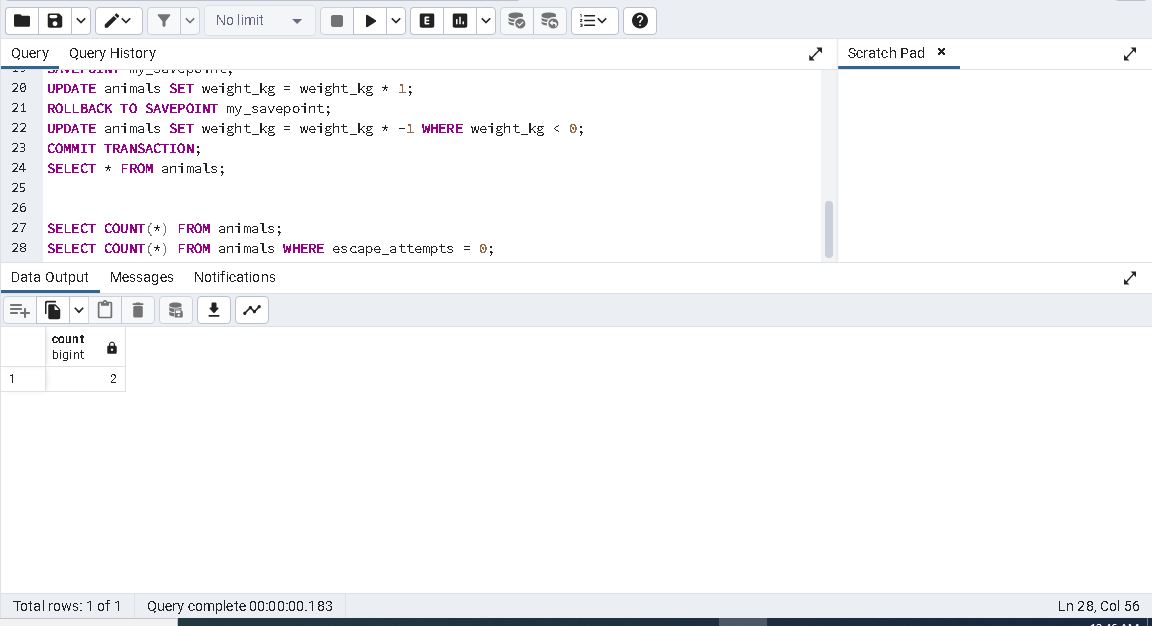 No limit
E
Query Query History
Scratch Pad
19 SAVEPOINT my_savepoint;
20 UPDATE animals SET weight_kg = weight_kg * 1;
21 ROLLBACK TO SAVEPOINT my_savepoint;
22 UPDATE animals SET weight_kg = weight_kg * -1 WHERE weight_kg < 0;
23 COMMIT TRANSACTION;
24 SELECT * FROM animals;
25
26
27 SELECT COUNT(*) FROM animals;
28 SELECT COUNT(*) FROM animals WHERE escape_attempts = 0;
Data Output Messages Notifications
count
bigint
1 2
Total rows: 1 of 1 Query complete 00:00:00.183 Ln 28, Col 56